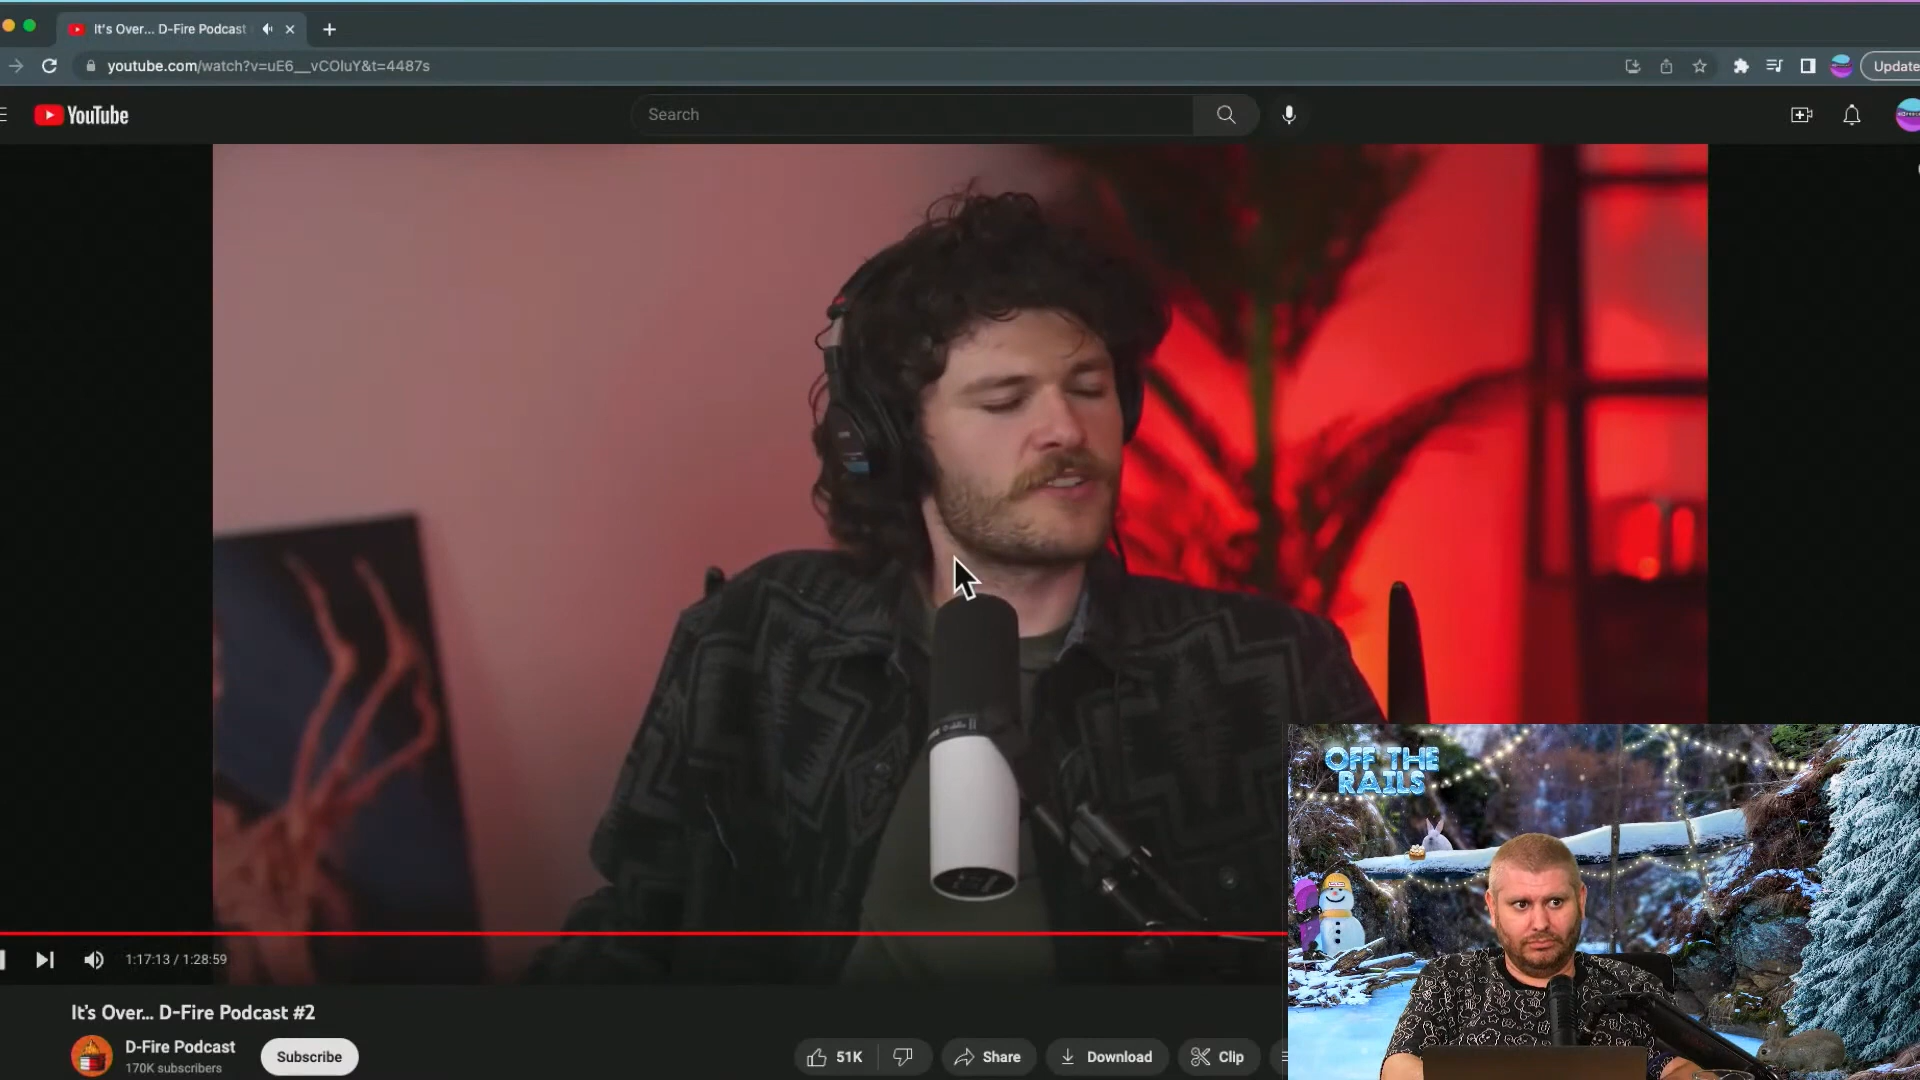 It's Over... D-Fire Podcast
youtube.com/watch?v=uE6__vCOluY&t=4487s
Update
YouTube
Search
OFF THE
RAILS
1:17:13 / 1:28:59
It's Over... D-Fire Podcast #2
D-Fire Podcast
170K subscribers
Subscribe
51K
Share
Download
Clip